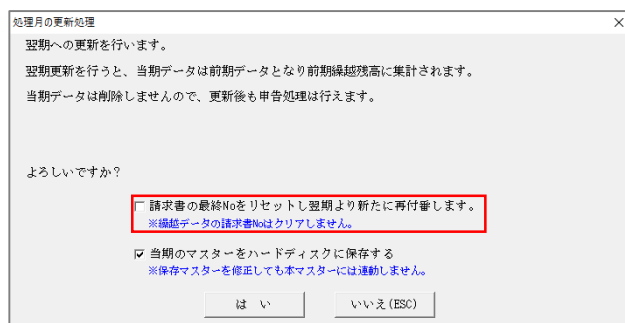 処理月の更新処理
翌期への更新を行います。
翌期更新を行うと、当期データは前期データとなり前期繰越残高に集計されます。
当期データは削除しませんので、更新後も申告処理は行えます。
よろしいですか？
請求書の最終Noをリセットし翌期より新たに再付番します。
※繰越データの請求書Noはクリアしません。
当期のマスターをハードディスクに保存する
※保存マスターを修正しても本マスターには連動しません。
は い
いいえ(ESC)